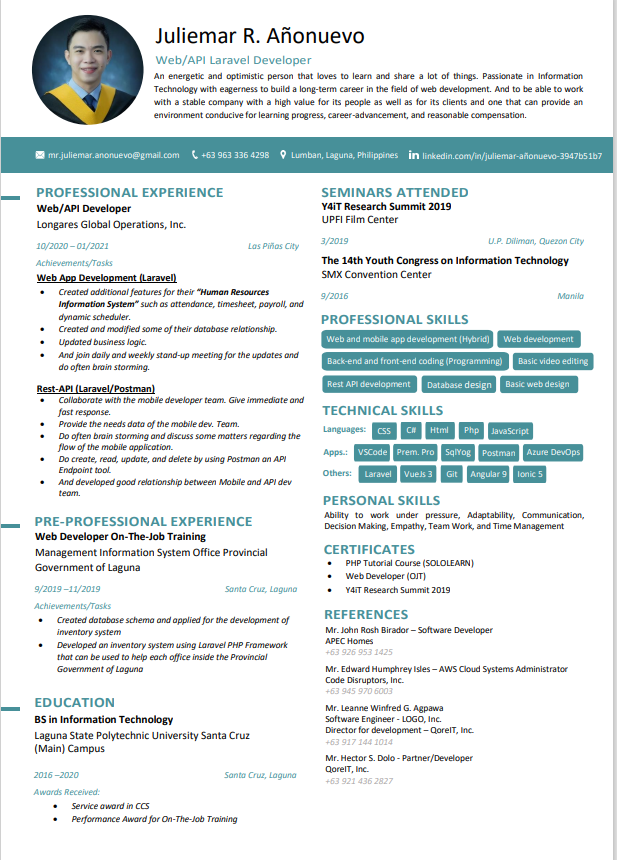 Juliemar R. Añonuevo
Web/API Laravel Developer
An energetic and optimistic person that loves to learn and share a lot of things. Passionate in Information
Technology with eagerness to build a long-term career in the field of web development. And to be able to work
with a stable company with a high value for its people as well as for its clients and one that can provide an
environment conducive for learning progress, career-advancement, and reasonable compensation.
mr.juliemar.anonuevo@gmail.com +63 963 336 4298 Lumban, Laguna, Philippines linkedin.com/in/juliemar-añonuevo-3947b51b7
PROFESSIONAL EXPERIENCE
Web/API Developer
Longares Global Operations, Inc.
10/2020 – 01/2021 Las Piñas City
Achievements/Tasks
Web App Development (Laravel)
• Created additional features for their “Human Resources
Information System” such as attendance, timesheet, payroll, and
dynamic scheduler.
• Created and modified some of their database relationship.
• Updated business logic.
• And join daily and weekly stand-up meeting for the updates and
do often brain storming.
Rest-API (Laravel/Postman)
• Collaborate with the mobile developer team. Give immediate and
fast response.
• Provide the needs data of the mobile dev. Team.
• Do often brain storming and discuss some matters regarding the
flow of the mobile application.
• Do create, read, update, and delete by using Postman an API
Endpoint tool.
• And developed good relationship between Mobile and API dev
team.
PRE-PROFESSIONAL EXPERIENCE
Web Developer On-The-Job Training
Management Information System Office Provincial
Government of Laguna
9/2019 –11/2019 Santa Cruz, Laguna
Achievements/Tasks
• Created database schema and applied for the development of
inventory system
• Developed an inventory system using Laravel PHP Framework
that can be used to help each office inside the Provincial
Government of Laguna
EDUCATION
BS in Information Technology
Laguna State Polytechnic University Santa Cruz
(Main) Campus
2016 –2020 Santa Cruz, Laguna
Awards Received:
• Service award in CCS
• Performance Award for On-The-Job Training
SEMINARS ATTENDED
Y4iT Research Summit 2019
UPFI Film Center
3/2019 U.P. Diliman, Quezon City
The 14th Youth Congress on Information Technology
SMX Convention Center
9/2016 Manila
PROFESSIONAL SKILLS
Web and mobile app development (Hybrid) Web development
Back-end and front-end coding (Programming) Basic video editing
Rest API development Database design Basic web design
TECHNICAL SKILLS
Languages: CSS C# Html Php JavaScript
Apps.: VSCode Prem. Pro SqlYog Postman Azure DevOps
Others: Laravel VueJs 3 Git Angular 9 Ionic 5
PERSONAL SKILLS
Ability to work under pressure, Adaptability, Communication,
Decision Making, Empathy, Team Work, and Time Management
CERTIFICATES
• PHP Tutorial Course (SOLOLEARN)
• Web Developer (OJT)
• Y4iT Research Summit 2019
REFERENCES
Mr. John Rosh Birador – Software Developer
APEC Homes
+63 926 953 1425
Mr. Edward Humphrey Isles – AWS Cloud Systems Administrator
Code Disruptors, Inc.
+63 945 970 6003
Mr. Leanne Winfred G. Agpawa
Software Engineer - LOGO, Inc.
Director for development – QoreIT, Inc.
+63 917 144 1014
Mr. Hector S. Dolo - Partner/Developer
QoreIT, Inc.
+63 921 436 2827